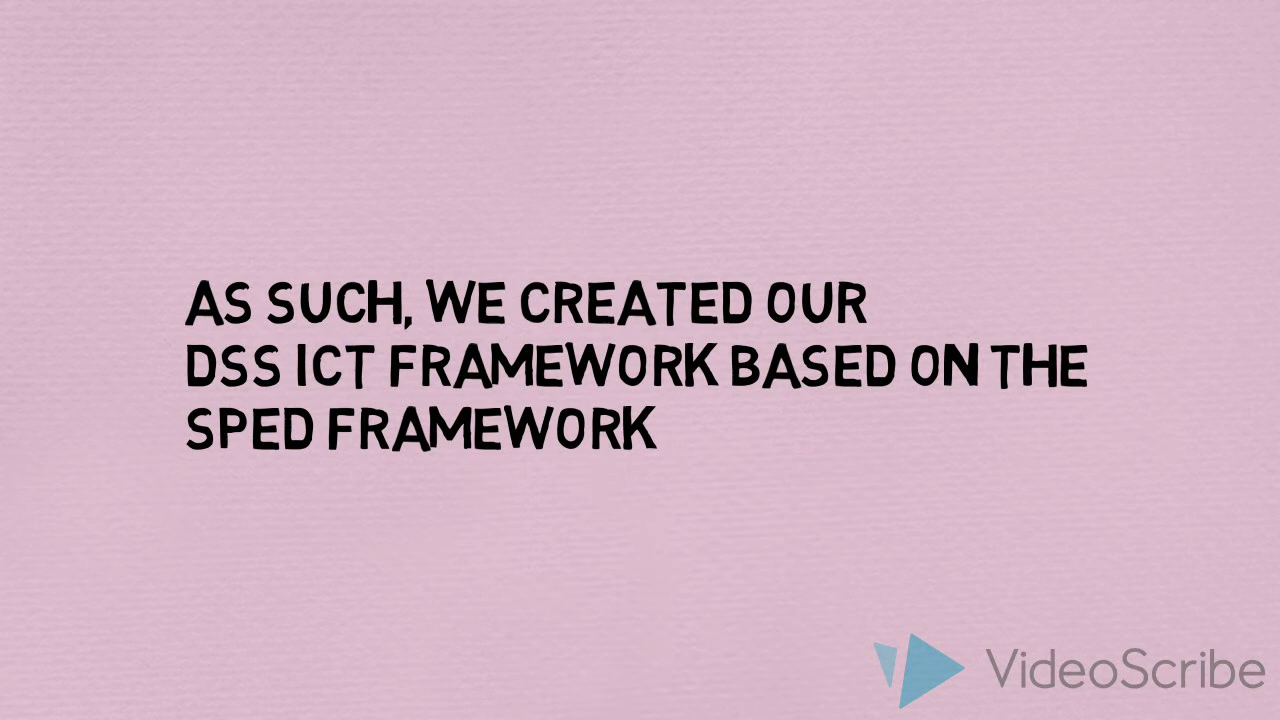 AS SUCH, WE CREATED OUR
DSS ICT FRAMEWORK BASED ON THE
SPED FRAMEWORK
VideoScribe